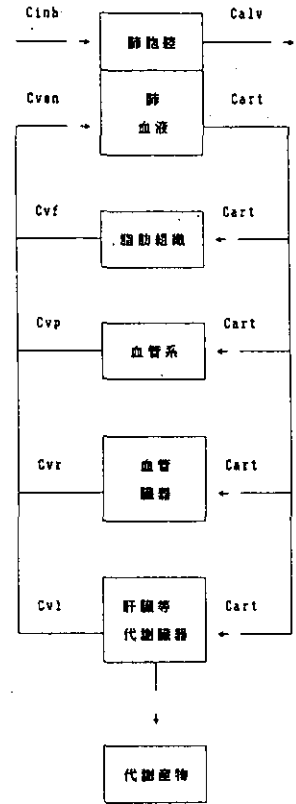 Cinh
肺胞腔
Calv
Cven
肺
血液
Cart
Cvf
脂肪組織
Cart
Cvp
血管系
Cart
Cvr
血管
臓器
Cart
Cvl
肝臓等
代謝臓器
Cart
代謝産物